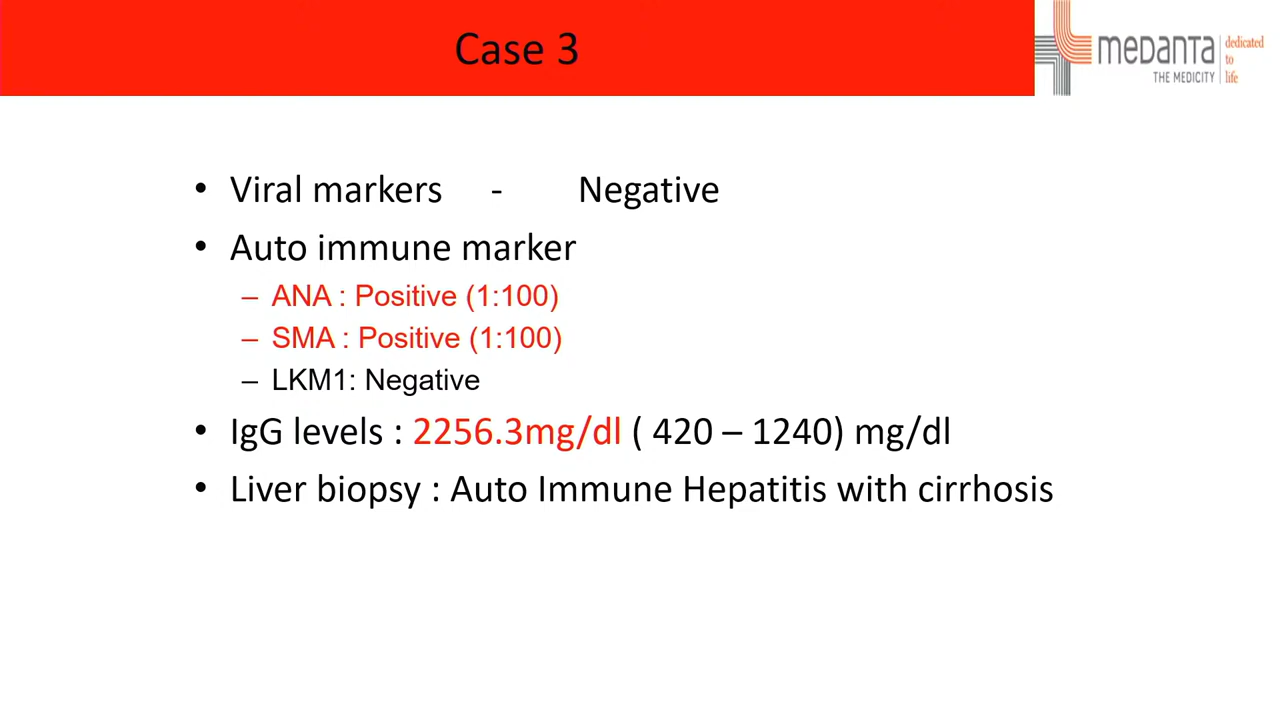 Case 3
medanta
THE MEDICITY
dedicated
to
life
• Viral markers - Negative
• Auto immune marker
– ANA : Positive (1:100)
– SMA : Positive (1:100)
– LKM1: Negative
• IgG levels : 2256.3mg/dl ( 420 – 1240) mg/dl
• Liver biopsy : Auto Immune Hepatitis with cirrhosis